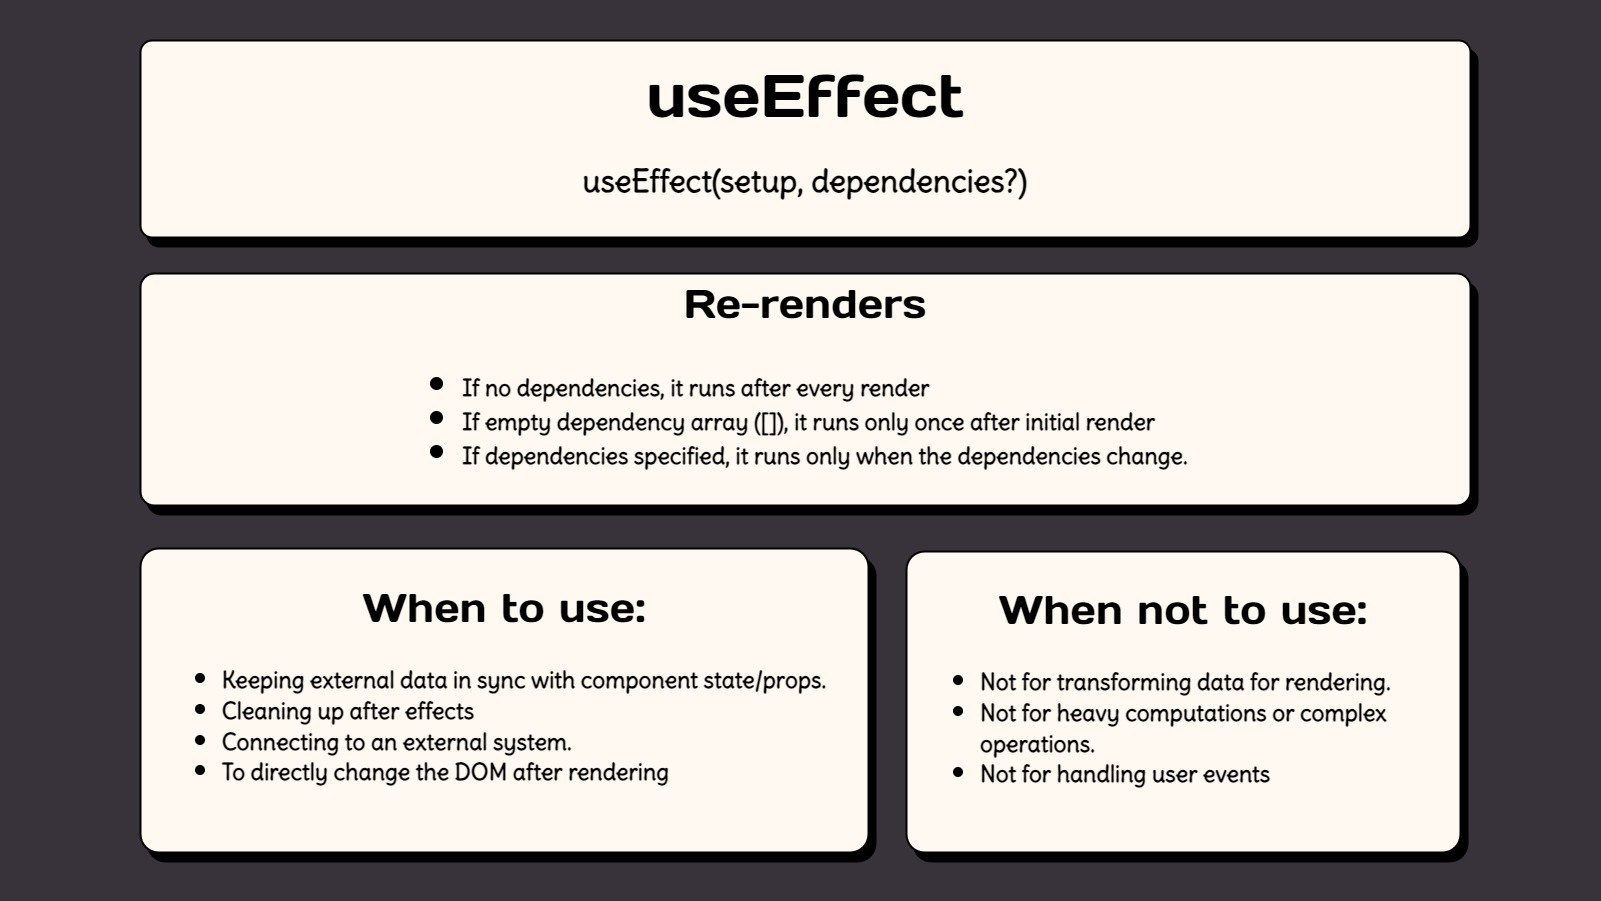 useEffect
useEffect(setup, dependencies?)
Re-renders
If no dependencies, it runs after every render
If empty dependency array ([]), it runs only once after initial render
If dependencies specified, it runs only when the dependencies change.
When to use:
Keeping external data in sync with component state/props.
Cleaning up after effects
Connecting to an external system.
To directly change the DOM after rendering
When not to use:
Not for transforming data for rendering.
Not for heavy computations or complex
operations.
Not for handling user events